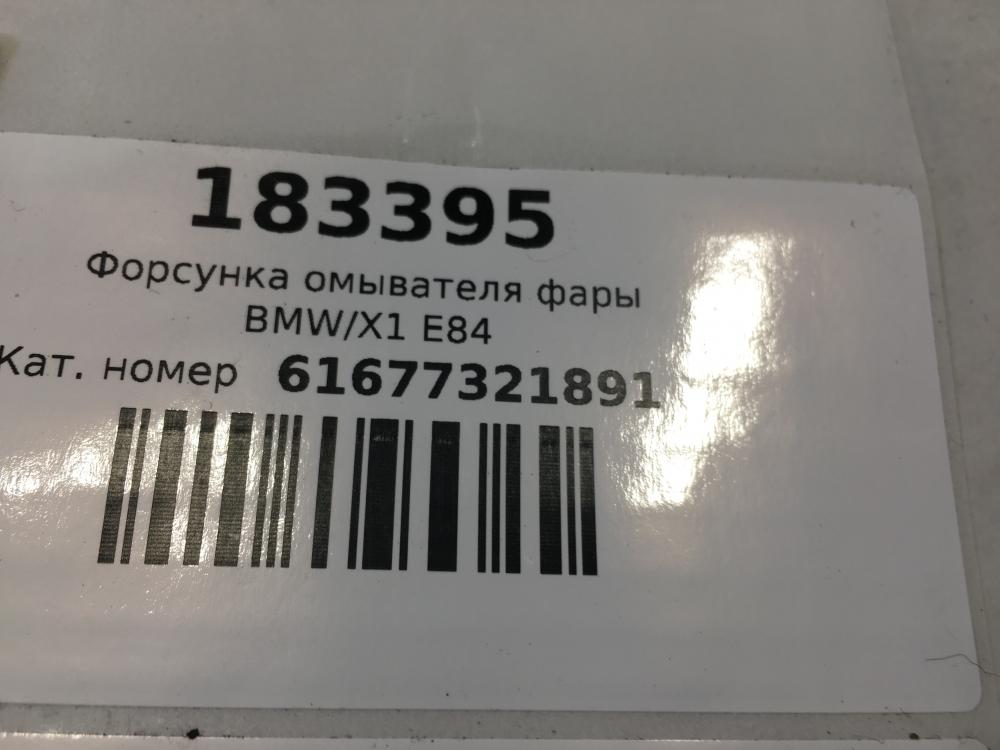 183395
Форсунка омывателя фары
BMW/X1 E84
Кат. номер 61677321891